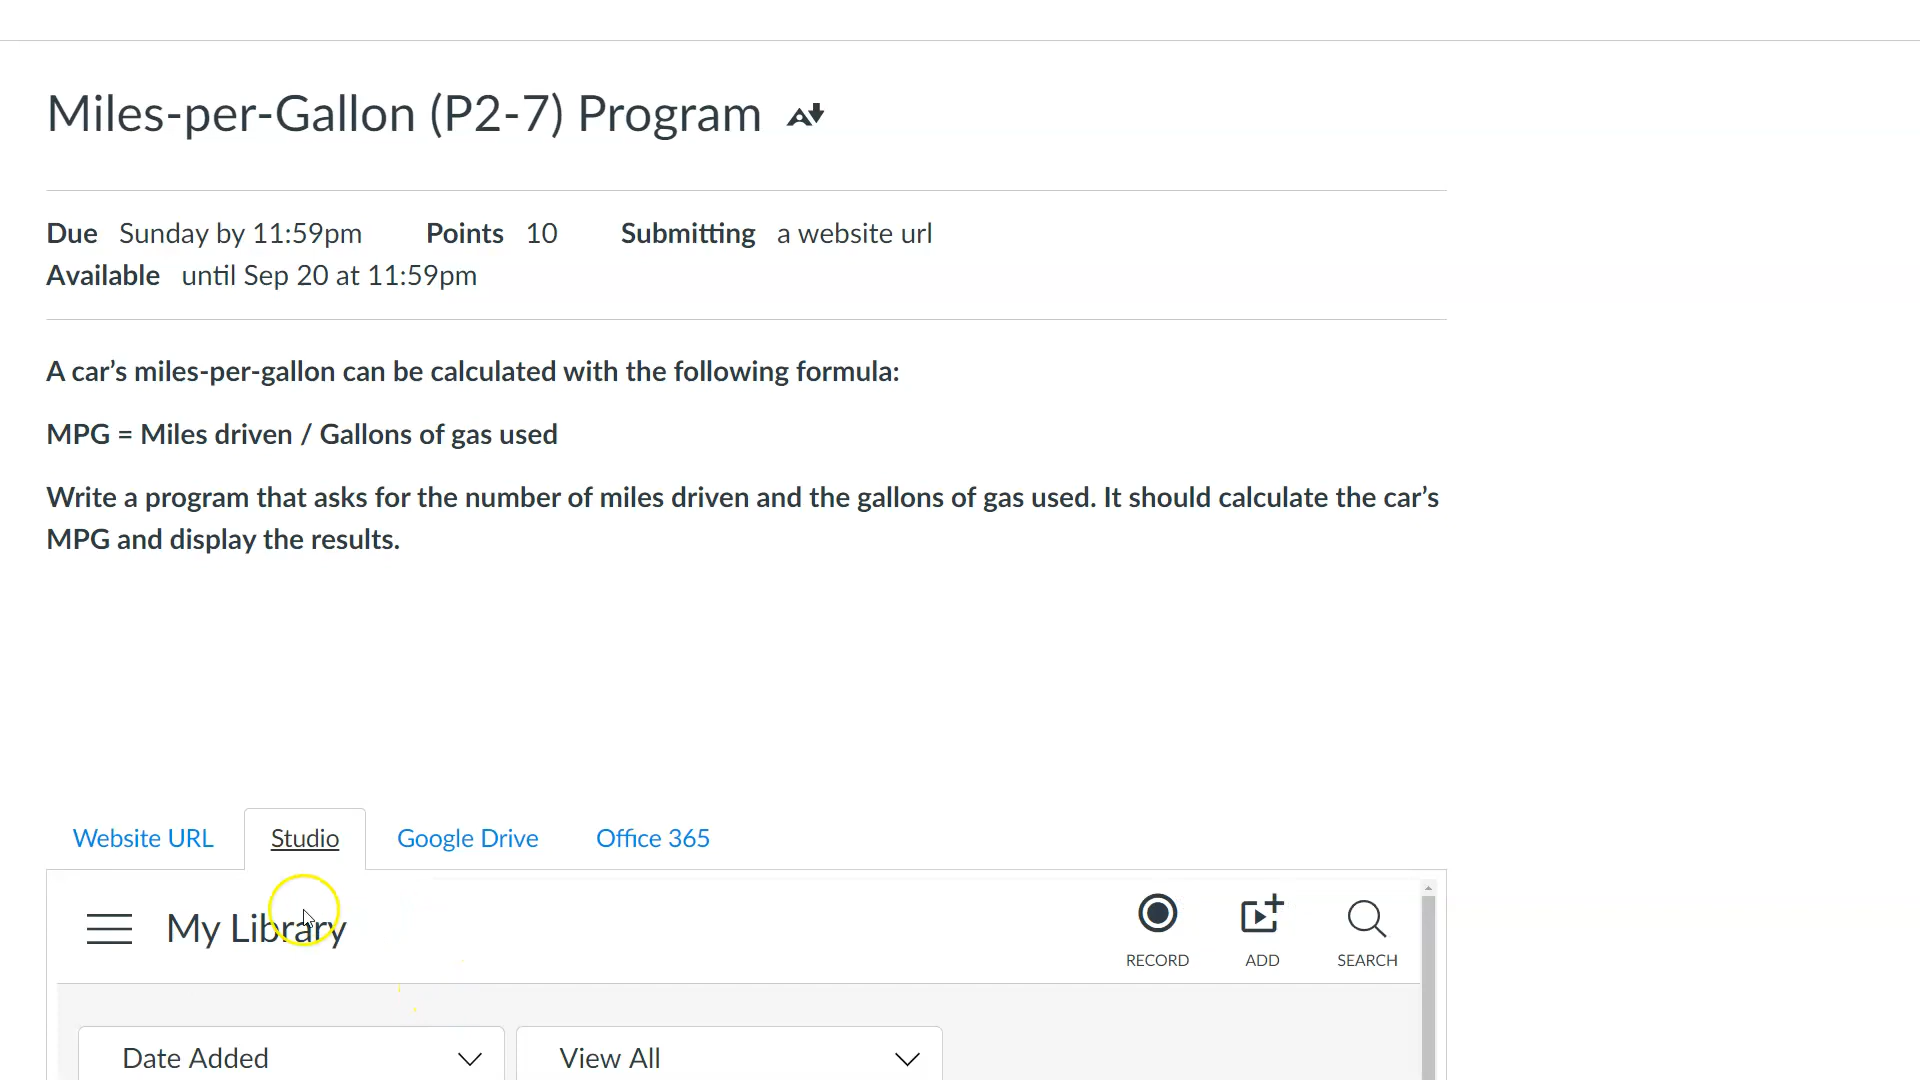 Miles-per-Gallon (P2-7) Program
Due Sunday by 11:59pm Points 10 Submitting a website url
Available until Sep 20 at 11:59pm
A car’s miles-per-gallon can be calculated with the following formula:
MPG = Miles driven / Gallons of gas used
Write a program that asks for the number of miles driven and the gallons of gas used. It should calculate the car’s
MPG and display the results.
Website URL Studio Google Drive Office 365
My Library
RECORD ADD SEARCH
Date Added View All